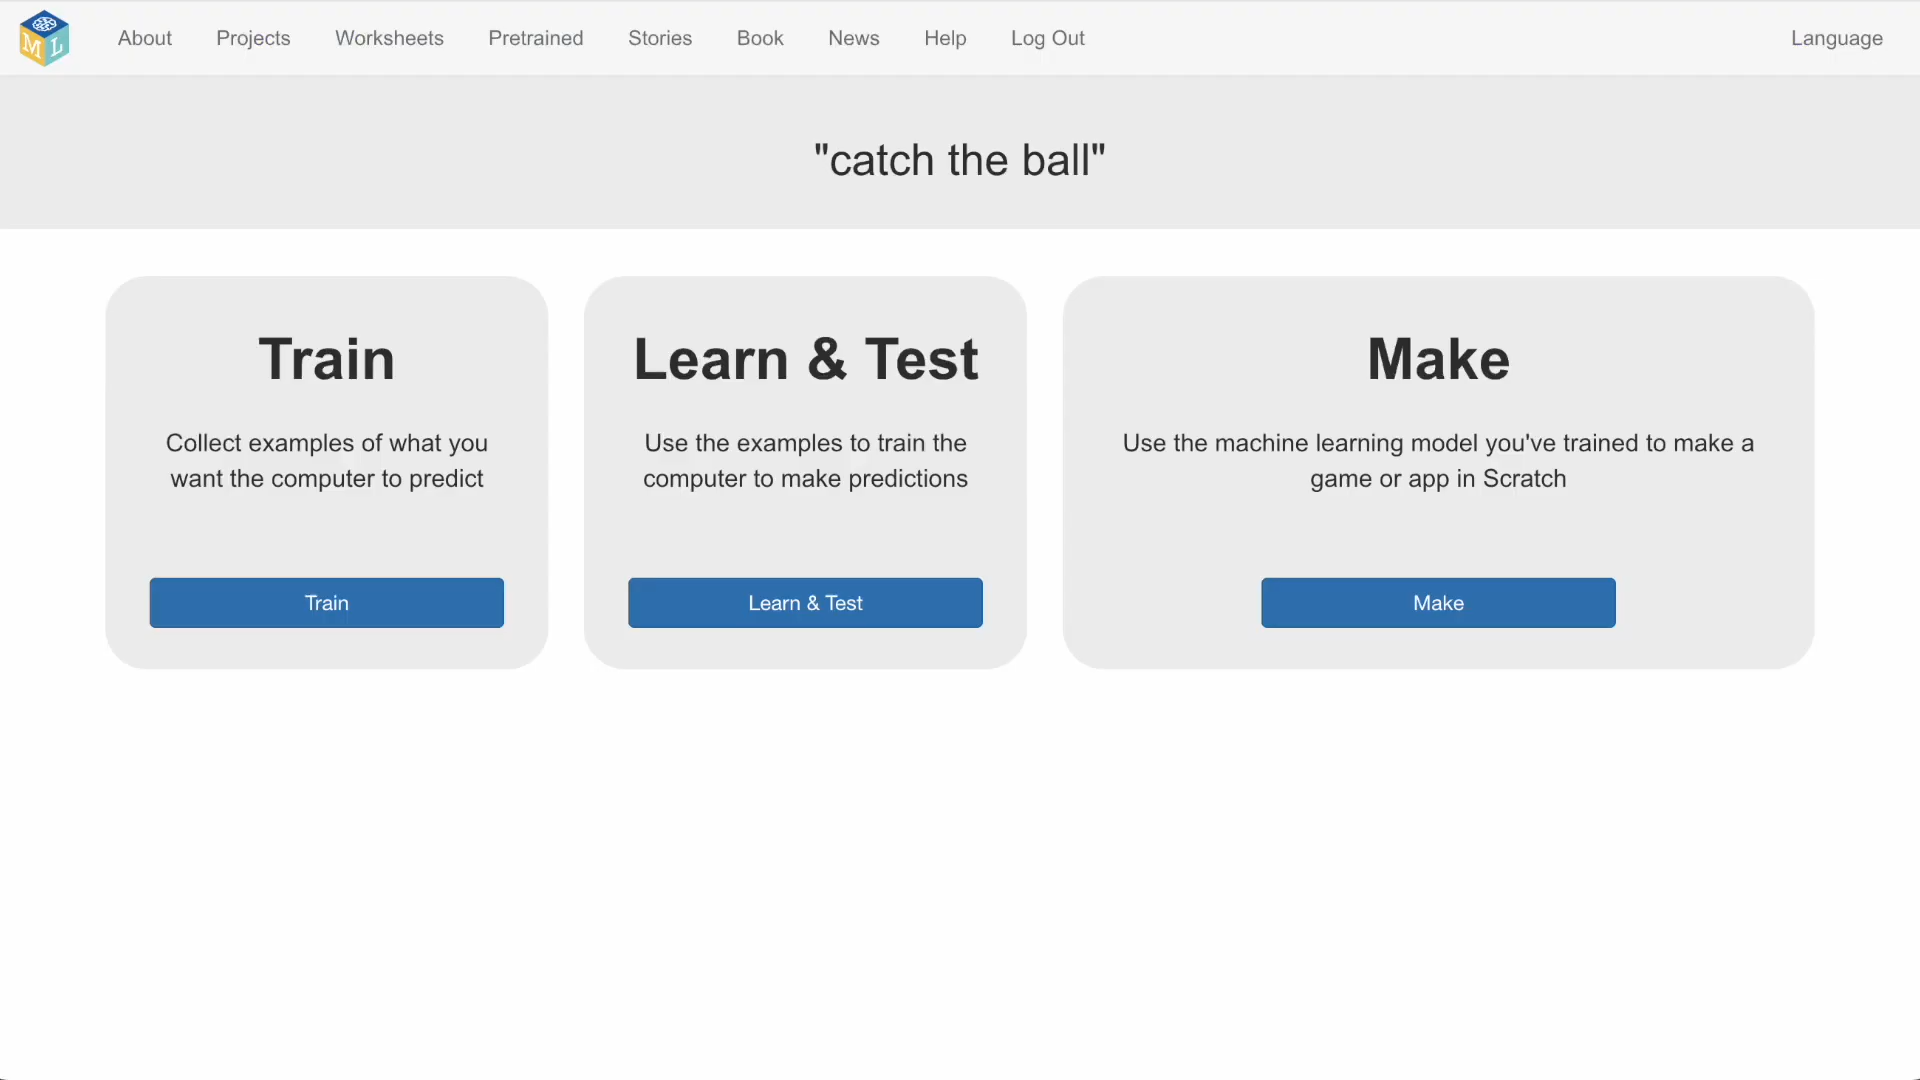 M L
About Projects Worksheets Pretrained Stories Book News Help Log Out Language
"catch the ball"
Train
Collect examples of what you
want the computer to predict
Train
Learn & Test
Use the examples to train the
computer to make predictions
Learn & Test
Make
Use the machine learning model you've trained to make a
game or app in Scratch
Make